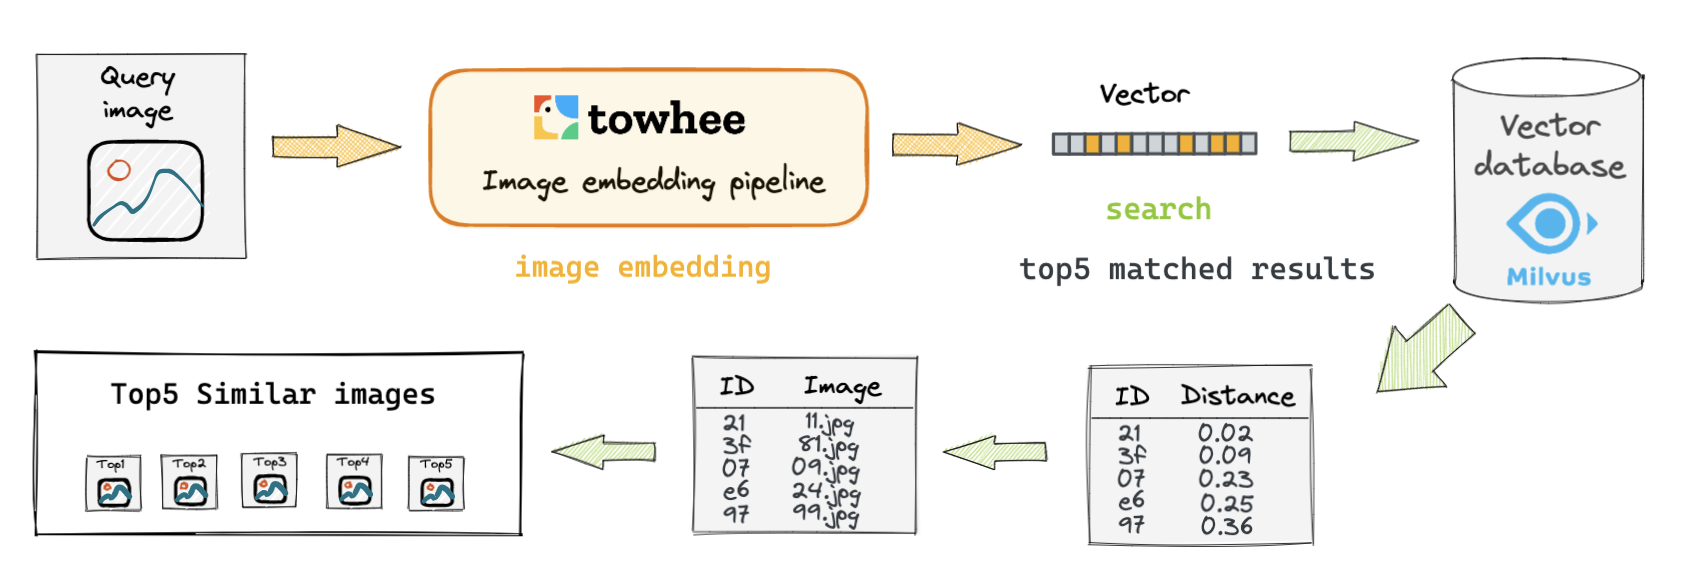 Query
image
towhee
Image embedding pipeline
image embedding
Vector
search
top5 matched results
Vector
database
Milvus
Top5 Similar images
Top1 Top2 Top3 Top4 Top5
ID Image
21 11.jpg
3f 81.jpg
07 09.jpg
e6 24.jpg
97 99.jpg
ID Distance
21 0.02
3f 0.09
07 0.23
e6 0.25
97 0.36